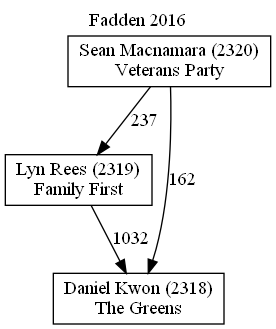 Fadden 2016
Sean Macnamara (2320)
Veterans Party
237
Lyn Rees (2319)
Family First
162
1032
Daniel Kwon (2318)
The Greens